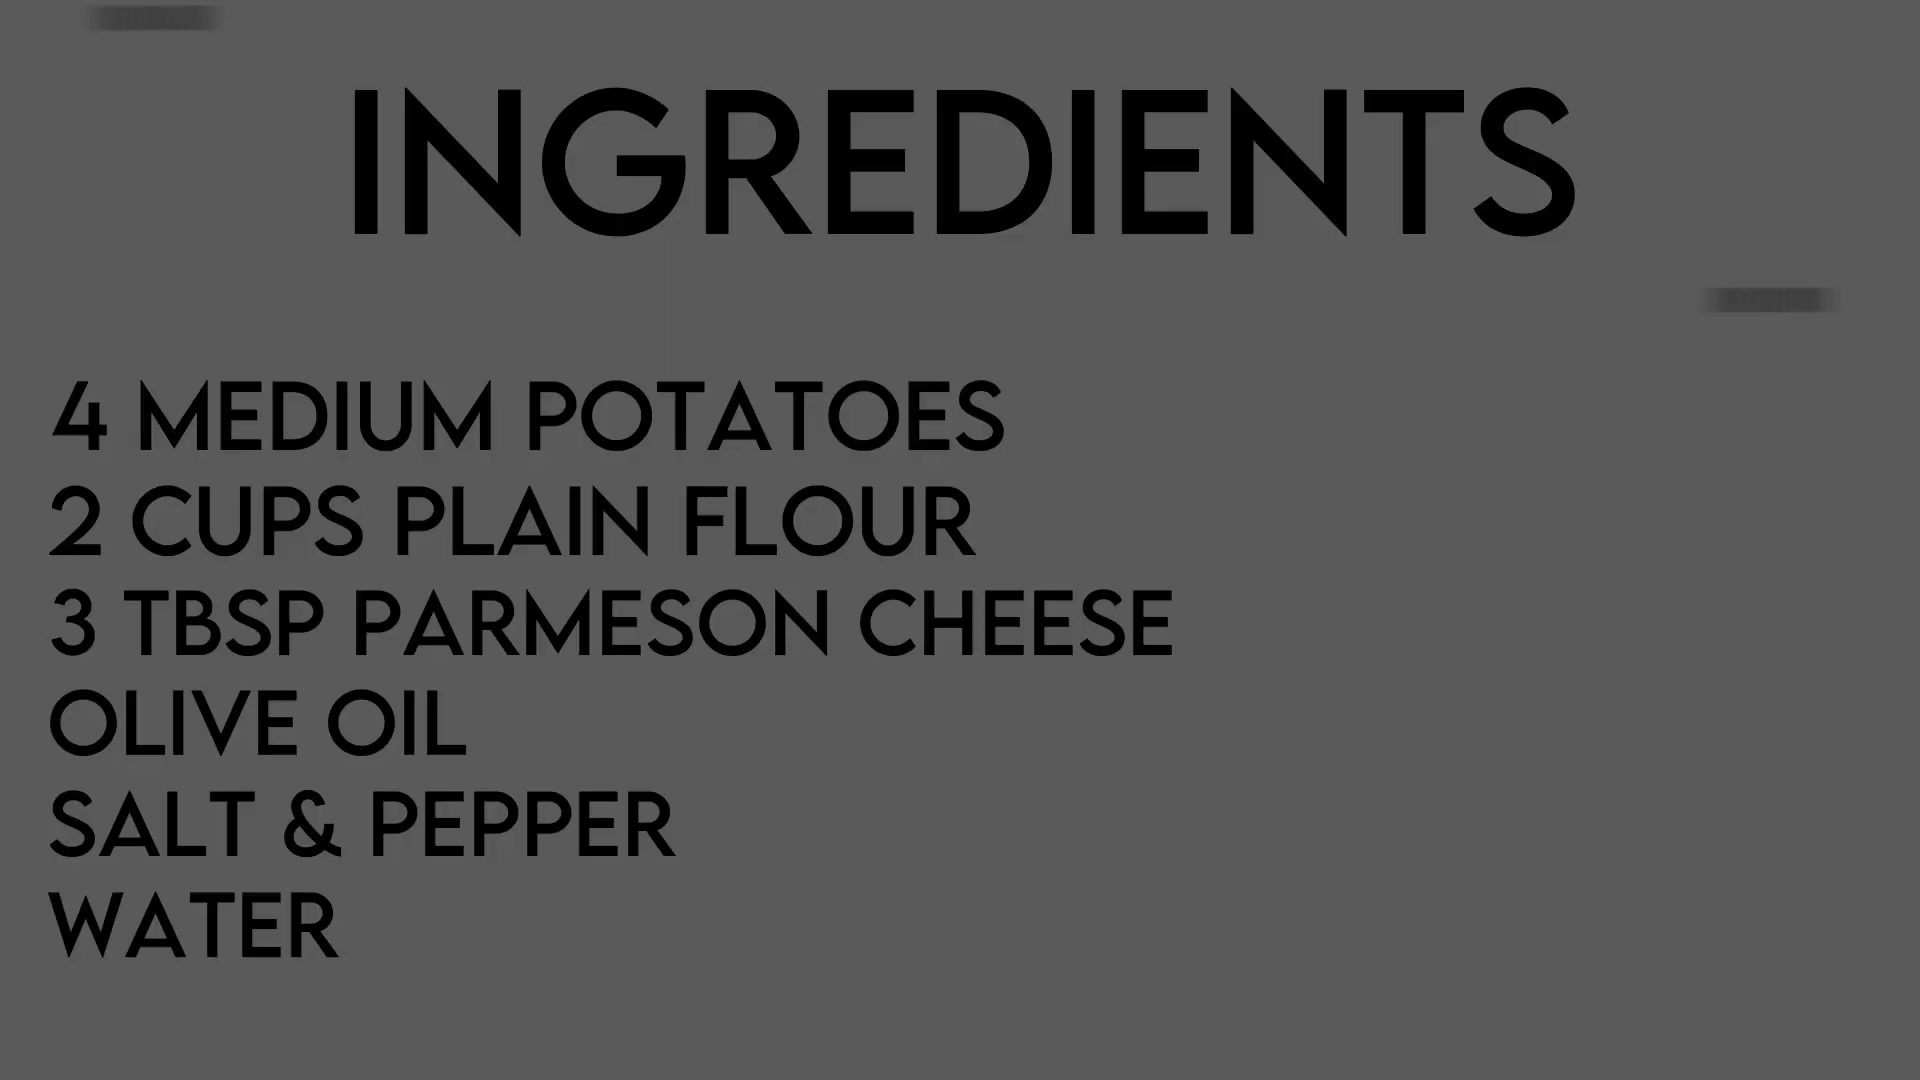 INGREDIENTS
4 MEDIUM POTATOES
2 CUPS PLAIN FLOUR
3 TBSP PARMESON CHEESE
OLIVE OIL
SALT & PEPPER
WATER